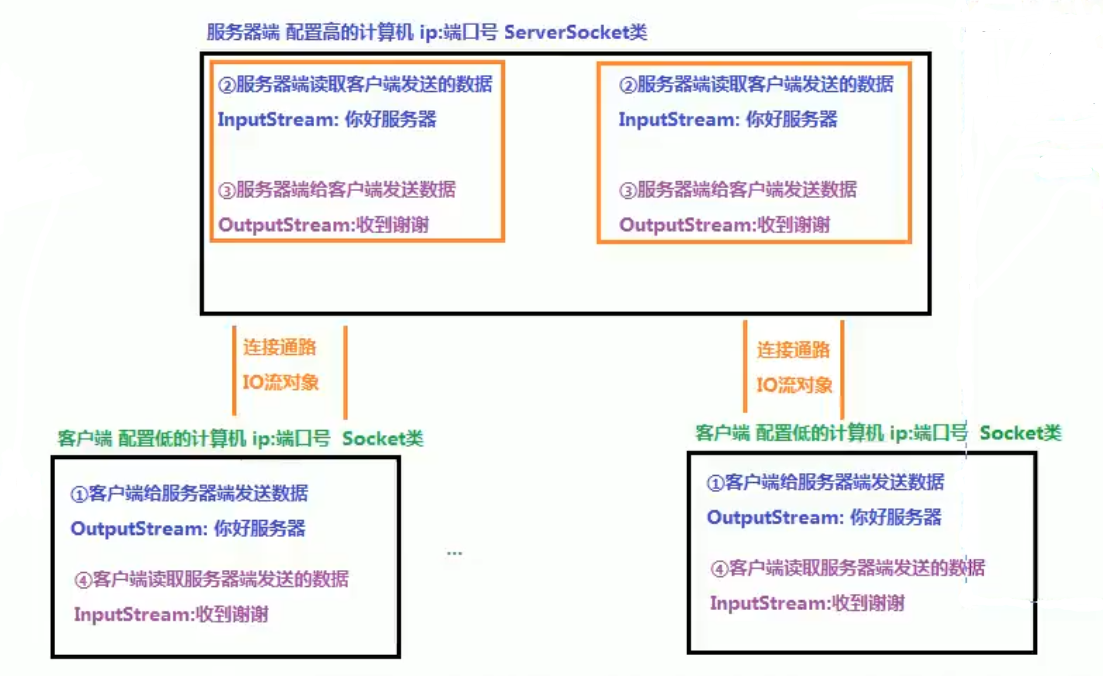 服务器端 配置高的计算机 ip:端口号 ServerSocket类
②服务器端读取客户端发送的数据
InputStream: 你好服务器
③服务器端给客户端发送数据
OutputStream:收到谢谢
②服务器端读取客户端发送的数据
InputStream: 你好服务器
③服务器端给客户端发送数据
OutputStream:收到谢谢
连接通路
IO流对象
连接通路
IO流对象
客户端 配置低的计算机 ip:端口号 Socket类
①客户端给服务器端发送数据
OutputStream: 你好服务器
④客户端读取服务器端发送的数据
InputStream:收到谢谢
...
客户端 配置低的计算机 ip:端口号 Socket类
①客户端给服务器端发送数据
OutputStream: 你好服务器
④客户端读取服务器端发送的数据
InputStream:收到谢谢